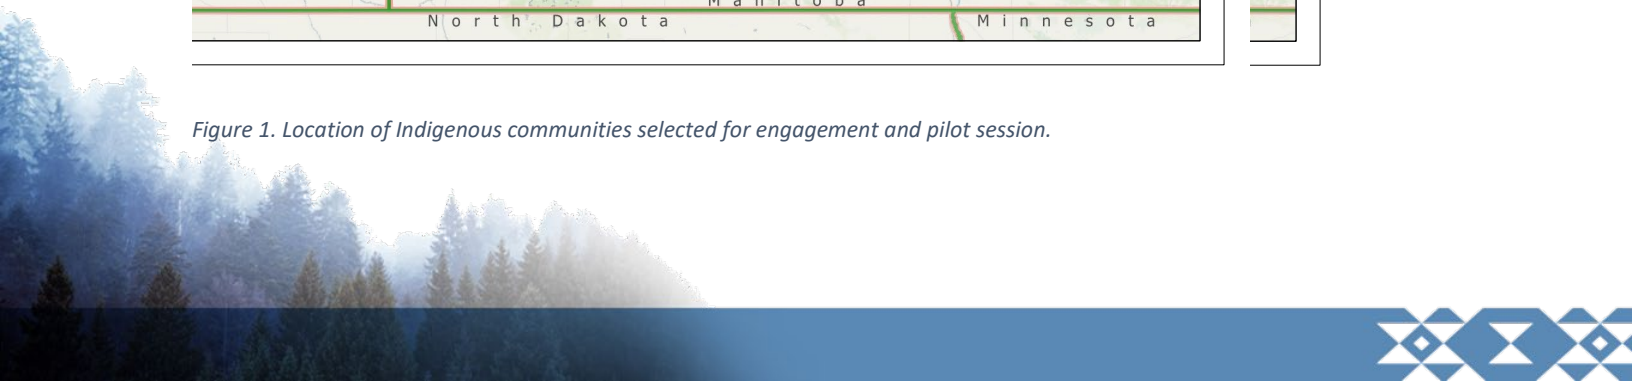 Manitoba
North Dakota
Minnesota
Figure 1. Location of Indigenous communities selected for engagement and pilot session.